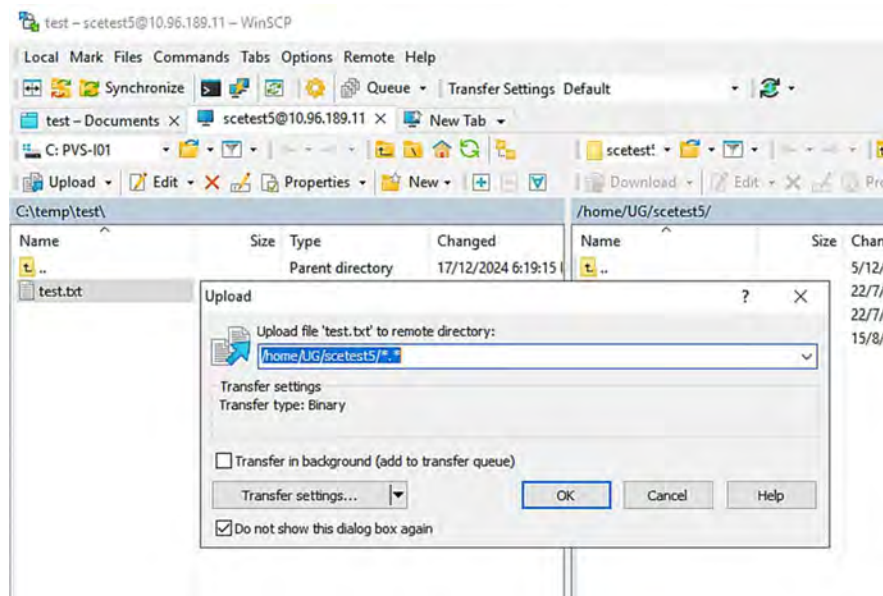 test – scetest5@10.96.189.11 – WinSCP
Local Mark Files Commands Tabs Options Remote Help
Synchronize Queue Transfer Settings Default
test – Documents scetest5@10.96.189.11 New Tab
C: PVS-I01 scetest!
Upload Edit Properties New Download Edit Pr
C:\temp\test\ /home/UG/scetest5/
Name Size Type Changed Name Size Chan
.. Parent directory 17/12/2024 6:19:15 .. 5/12/
test.txt 22/7/
22/7/
15/8/
Upload ?
Upload file 'test.txt' to remote directory:
/home/UG/scetest5/*.*
Transfer settings
Transfer type: Binary
Transfer in background (add to transfer queue)
Transfer settings... OK Cancel Help
Do not show this dialog box again